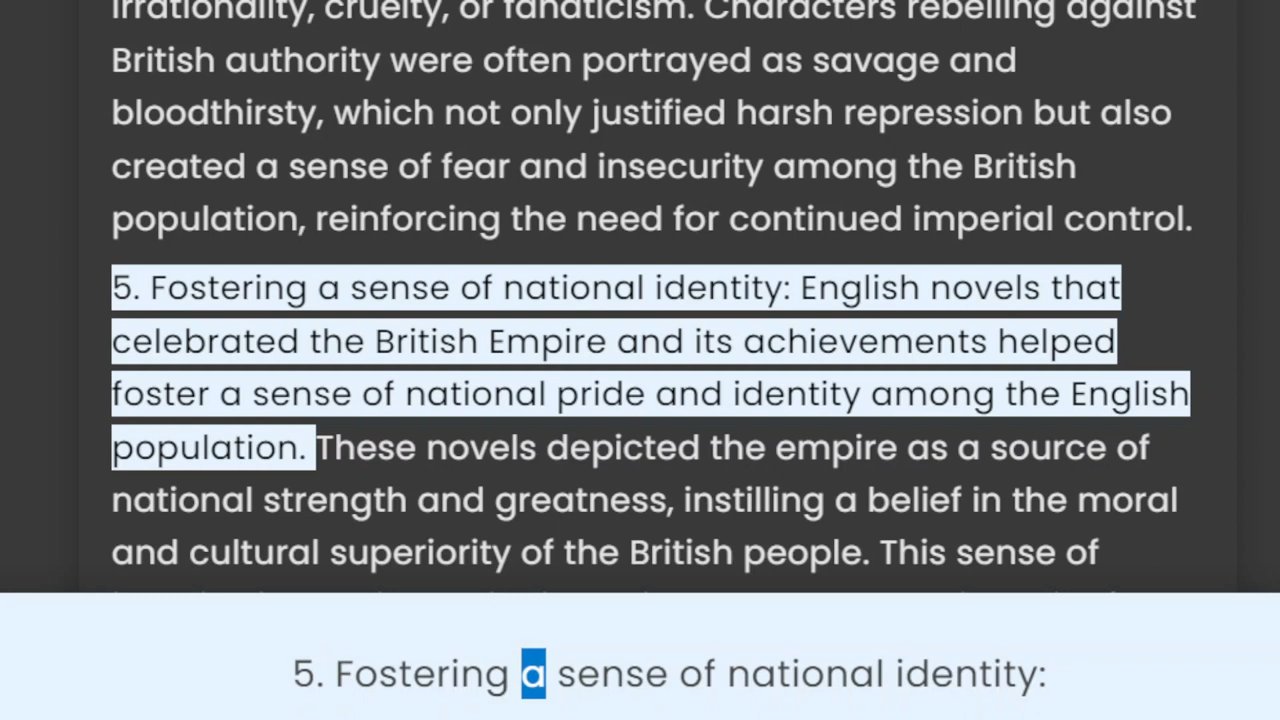 irrationality, cruelty, or fanaticism. Characters rebelling against
British authority were often portrayed as savage and
bloodthirsty, which not only justified harsh repression but also
created a sense of fear and insecurity among the British
population, reinforcing the need for continued imperial control.
5. Fostering a sense of national identity: English novels that
celebrated the British Empire and its achievements helped
foster a sense of national pride and identity among the English
population. These novels depicted the empire as a source of
national strength and greatness, instilling a belief in the moral
and cultural superiority of the British people. This sense of
5. Fostering a sense of national identity: